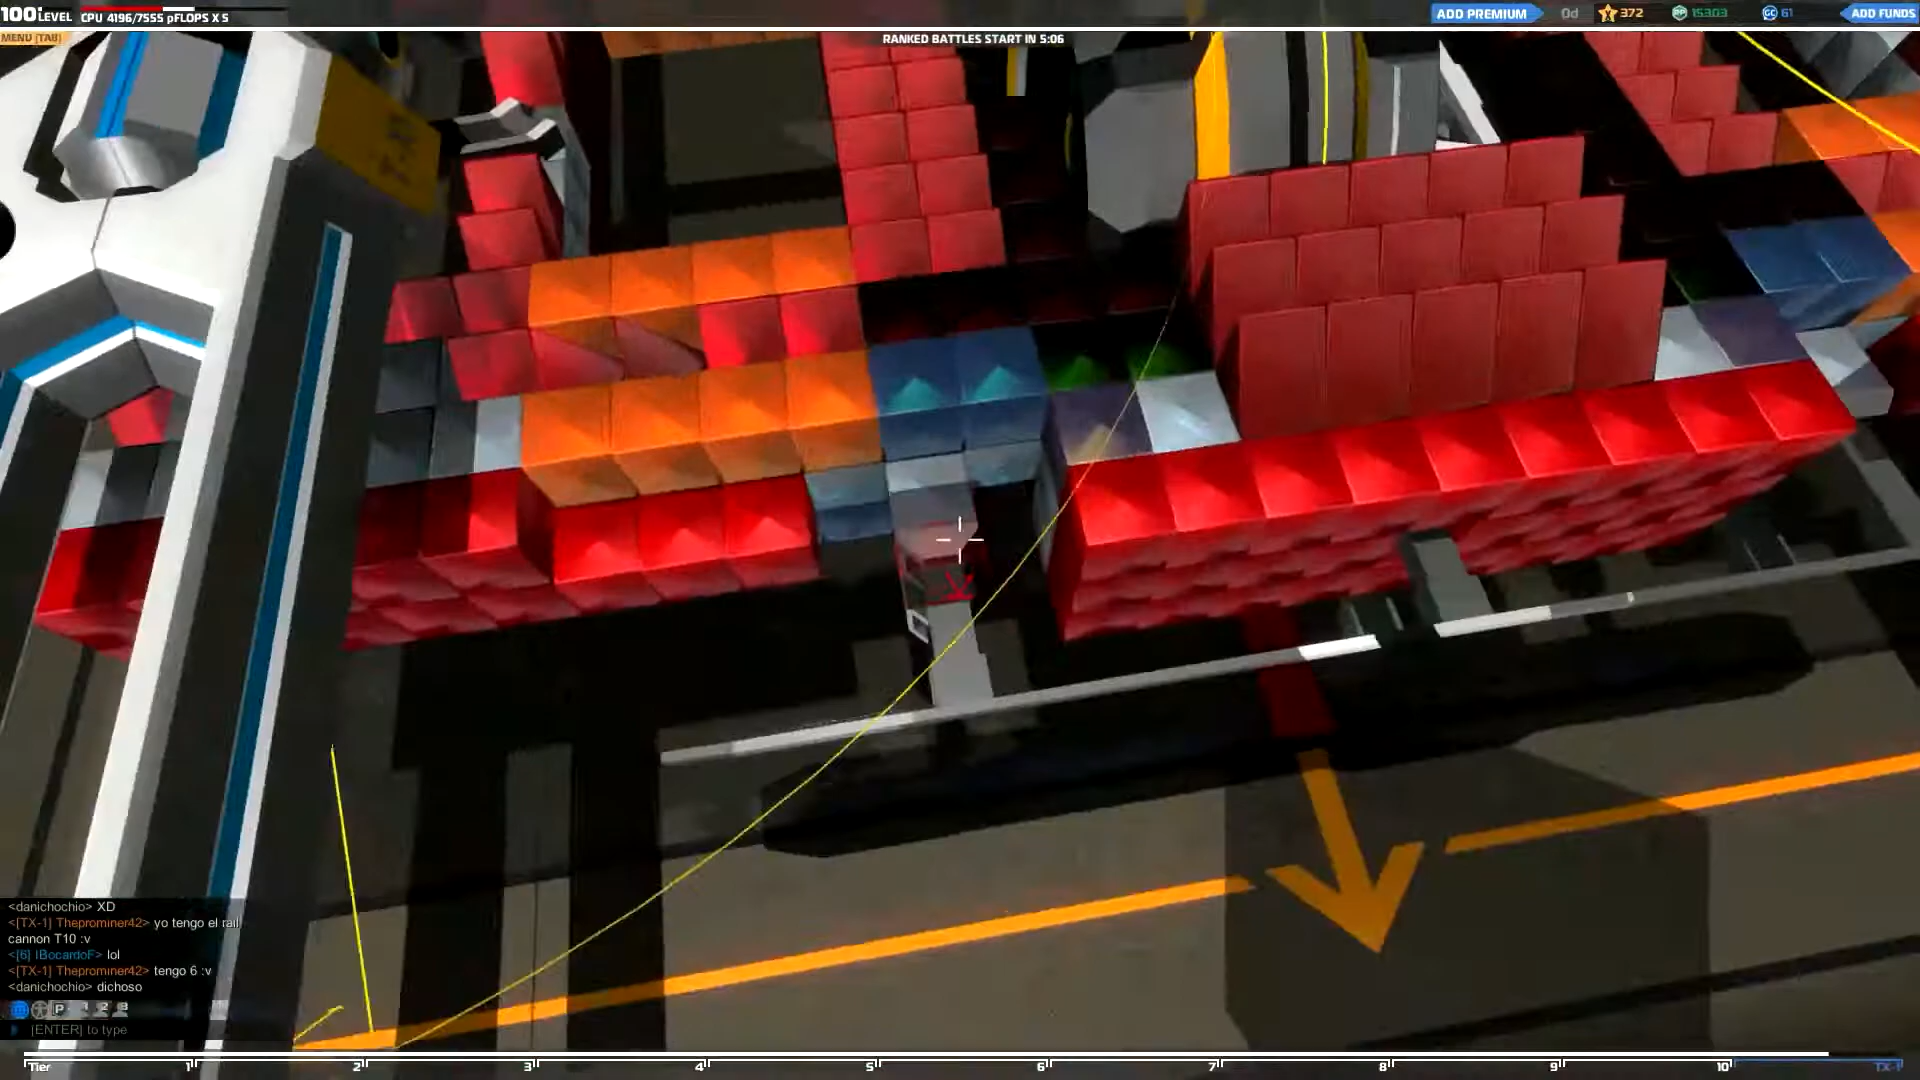 100 LEVEL CPU 4196/7555 pFLOPS X 5
ADD PREMIUM 0d 372 15303 GC 61 ADD FUNDS
MENU [TAB]
RANKED BATTLES START IN 5:06
<danichochio> XD
<[TX-1] Theprominer42> yo tengo el rail
cannon T10 :v
<[6] IBocardoF> lol
<[TX-1] Theprominer42> tengo 6 :v
<danichochio> dichoso
[ENTER] to type
Tier 1 2 3 4 5 6 7 8 9 10 TX-1